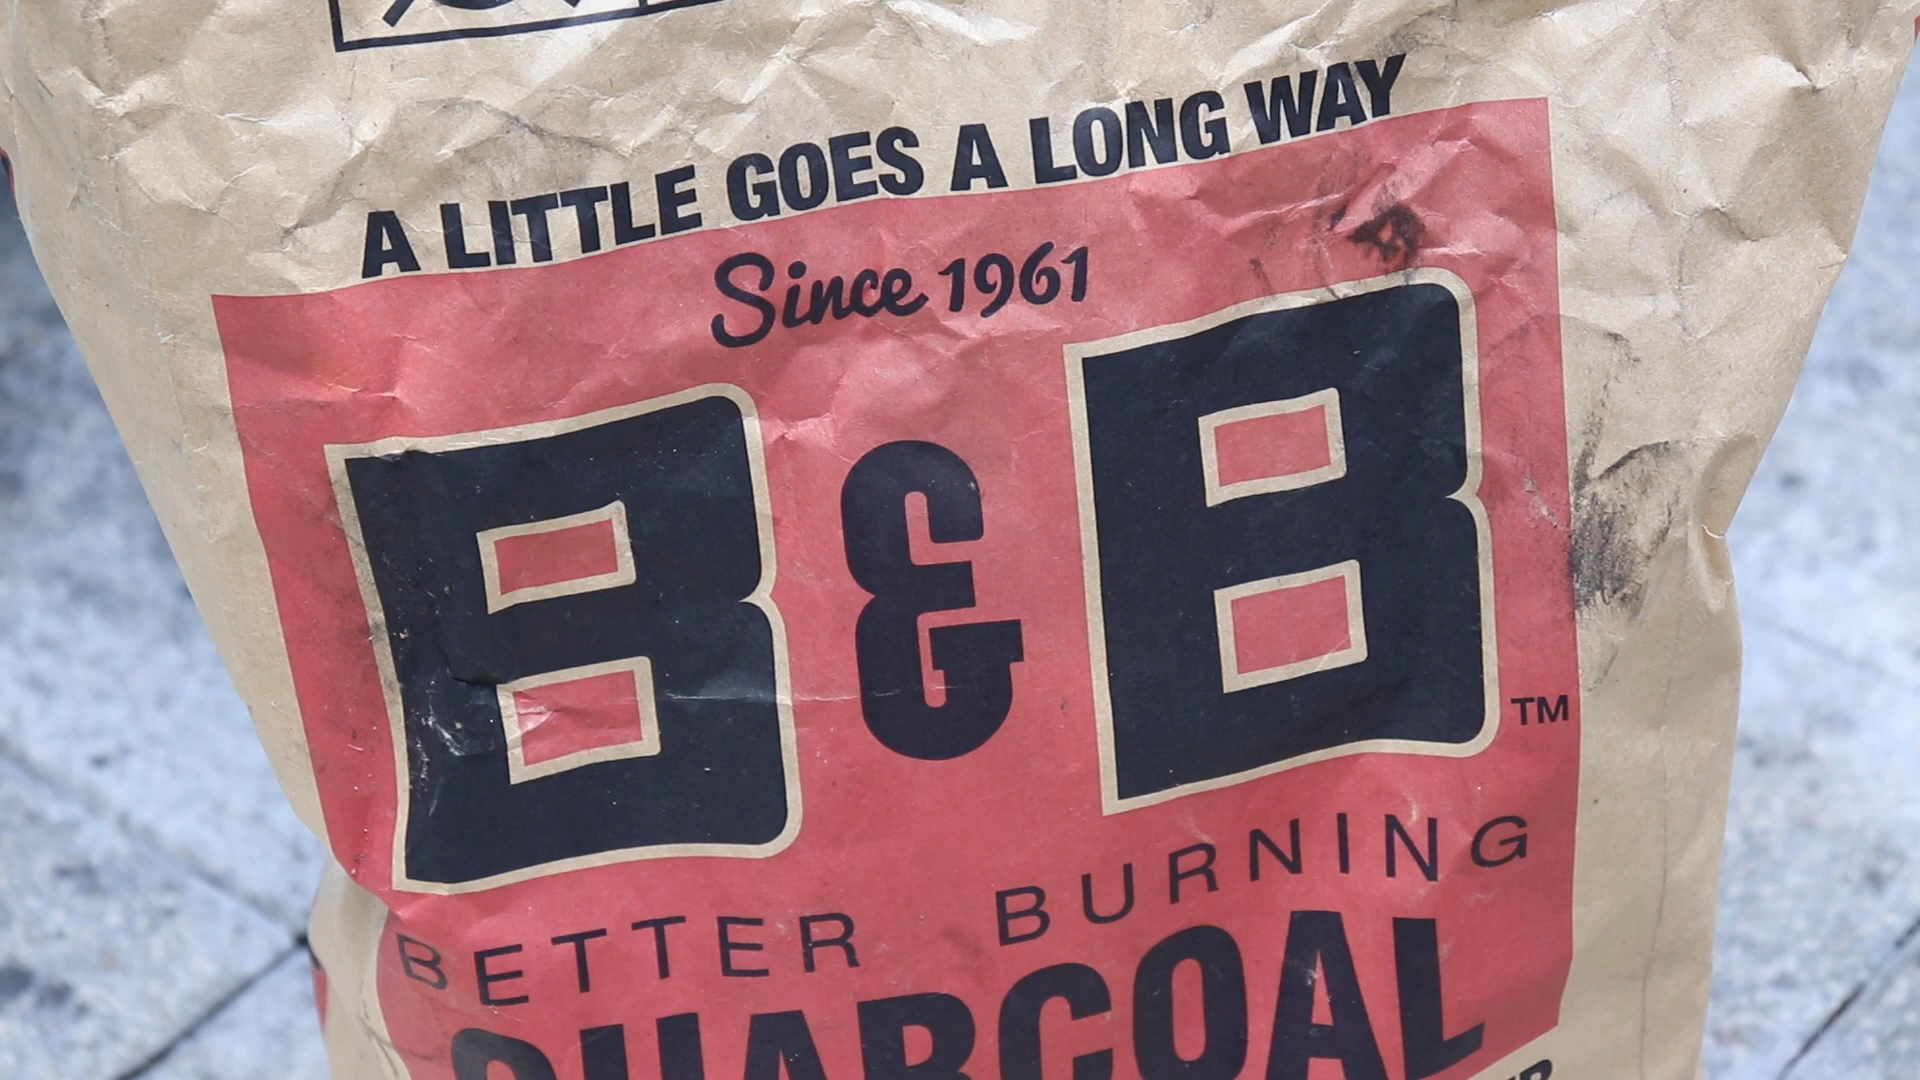 A LITTLE GOES A LONG WAY
Since 1961
B&B™
BETTER BURNING
CHARCOAL